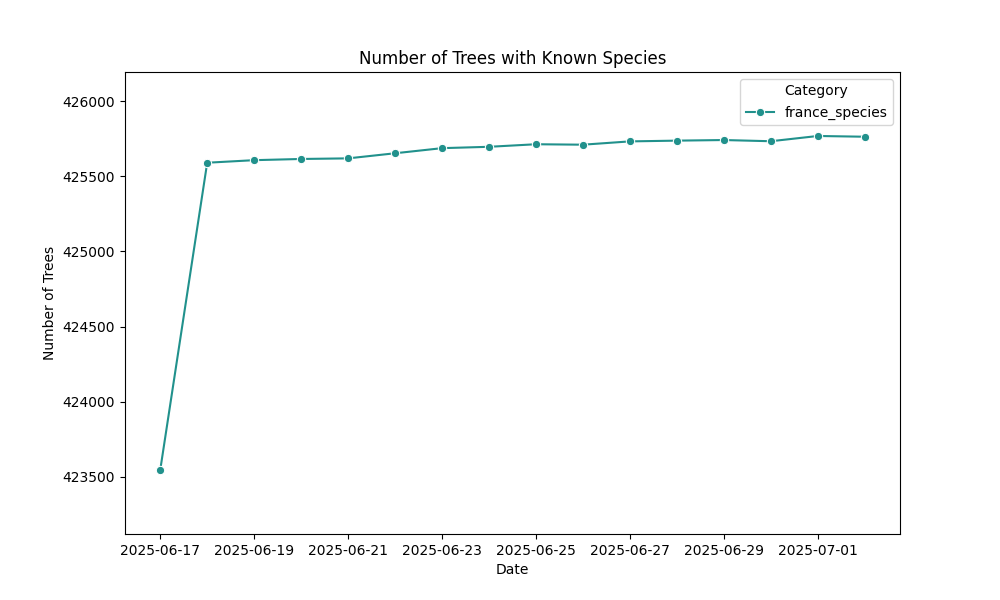 Number of Trees with Known Species
Category
france_species
426000
425500
425000
424500
424000
423500
Number of Trees
2025-06-17 2025-06-19 2025-06-21 2025-06-23 2025-06-25 2025-06-27 2025-06-29 2025-07-01
Date